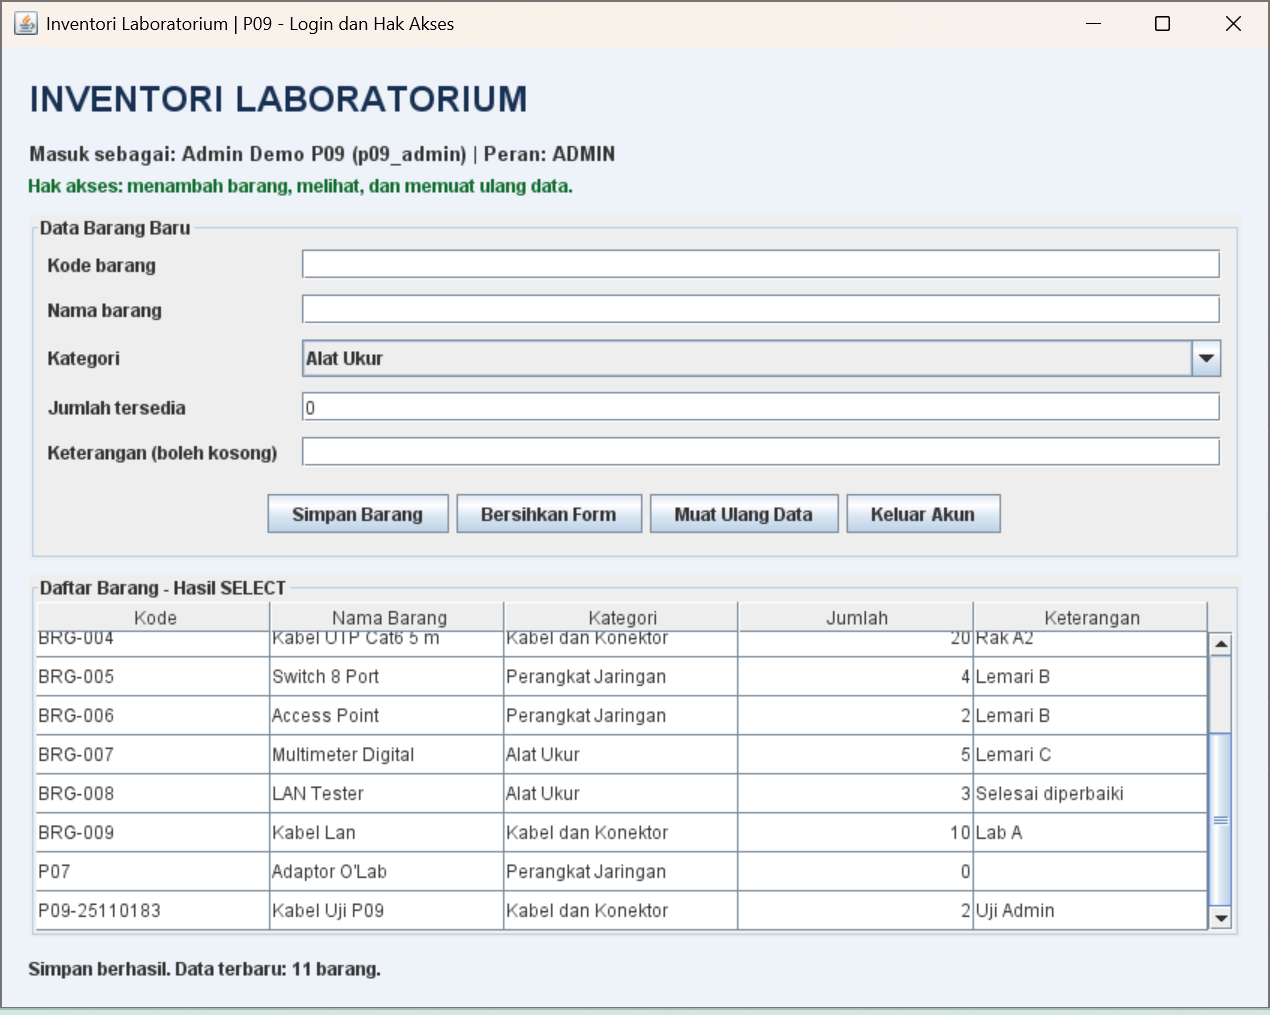 Inventori Laboratorium | P09 - Login dan Hak Akses
INVENTORI LABORATORIUM
Masuk sebagai: Admin Demo P09 (p09_admin) | Peran: ADMIN
Hak akses: menambah barang, melihat, dan memuat ulang data.
Data Barang Baru
Kode barang
Nama barang
Kategori Alat Ukur
Jumlah tersedia 0
Keterangan (boleh kosong)
Simpan Barang Bersihkan Form Muat Ulang Data Keluar Akun
Daftar Barang - Hasil SELECT
Kode Nama Barang Kategori Jumlah Keterangan
BRG-004 Kabel UTP Cat6 5 m Kabel dan Konektor 20 Rak A2
BRG-005 Switch 8 Port Perangkat Jaringan 4 Lemari B
BRG-006 Access Point Perangkat Jaringan 2 Lemari B
BRG-007 Multimeter Digital Alat Ukur 5 Lemari C
BRG-008 LAN Tester Alat Ukur 3 Selesai diperbaiki
BRG-009 Kabel Lan Kabel dan Konektor 10 Lab A
P07 Adaptor O'Lab Perangkat Jaringan 0
P09-25110183 Kabel Uji P09 Kabel dan Konektor 2 Uji Admin
Simpan berhasil. Data terbaru: 11 barang.